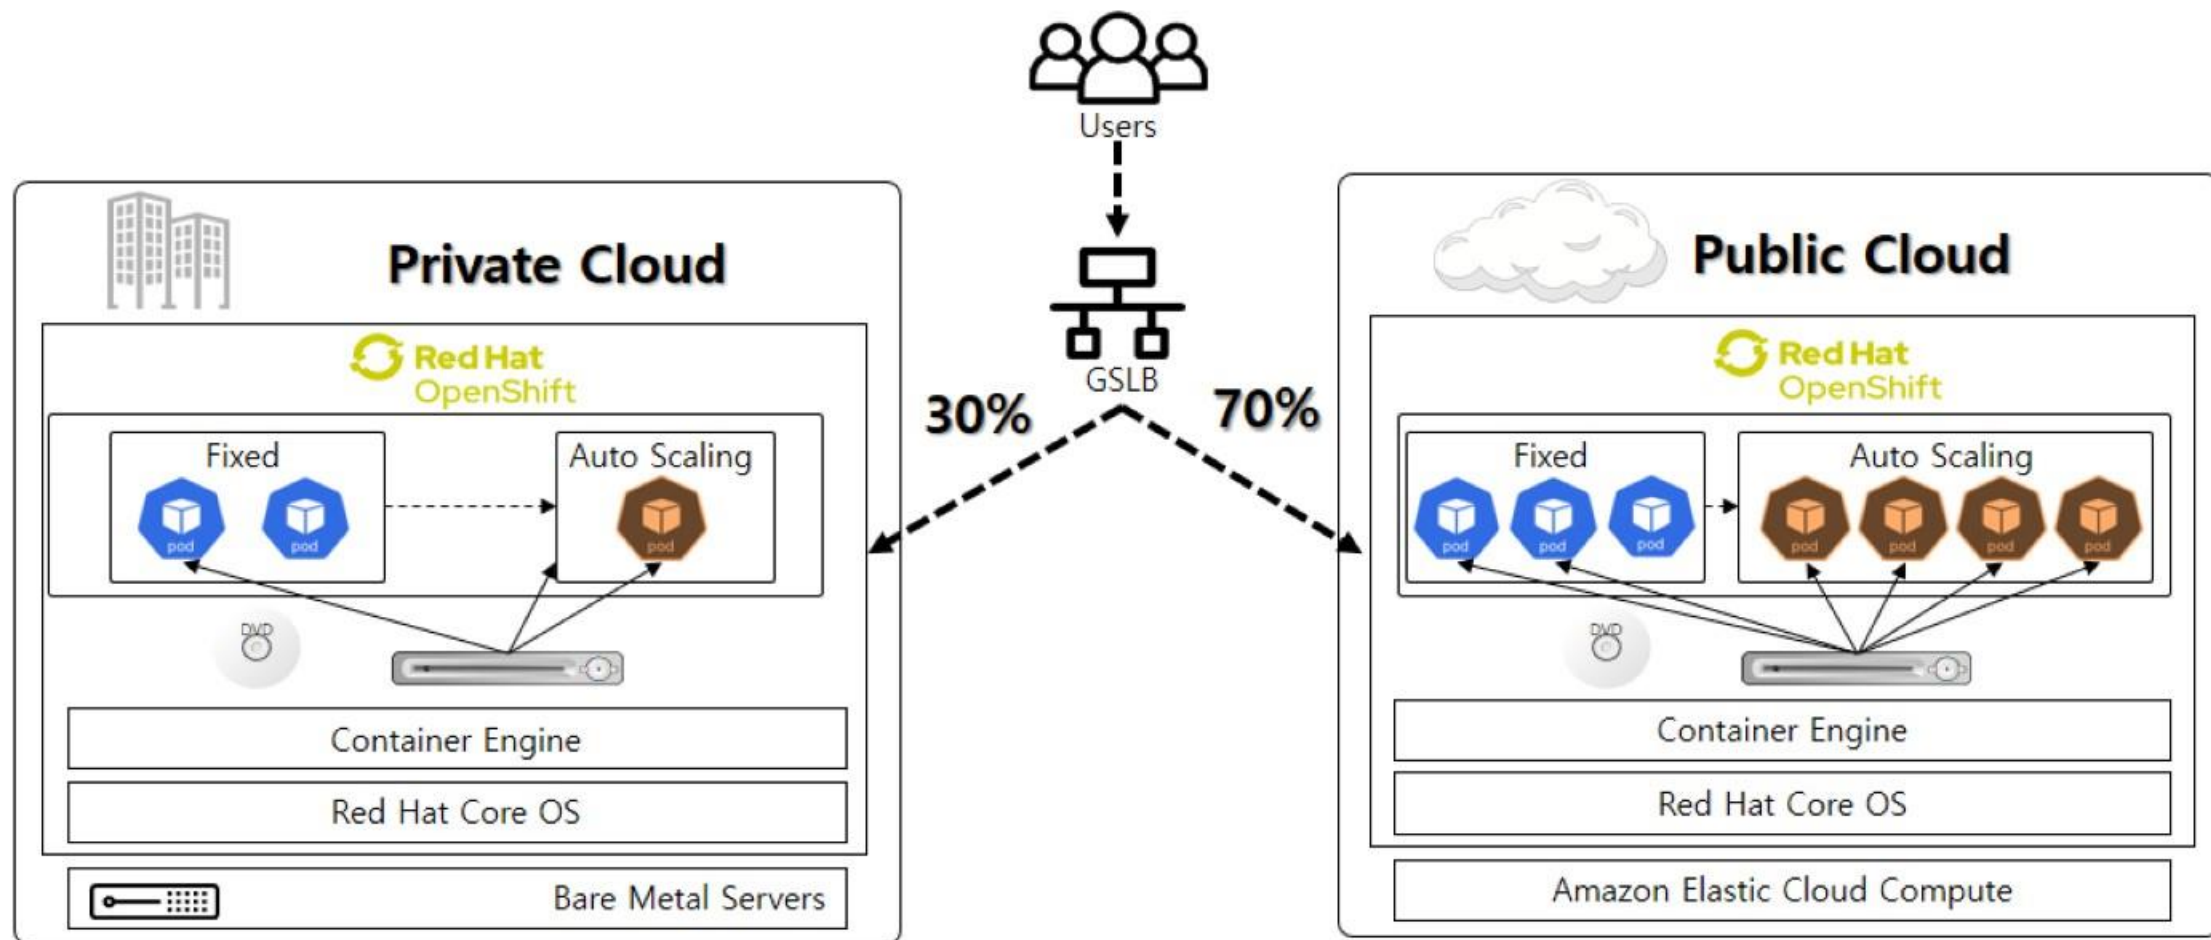 Users
GSLB
30%
70%
Private Cloud
Red Hat
OpenShift
Fixed
pod
pod
Auto Scaling
pod
DVD
Container Engine
Red Hat Core OS
Bare Metal Servers
Public Cloud
Red Hat
OpenShift
Fixed
pod
pod
pod
Auto Scaling
pod
pod
pod
pod
DVD
Container Engine
Red Hat Core OS
Amazon Elastic Cloud Compute